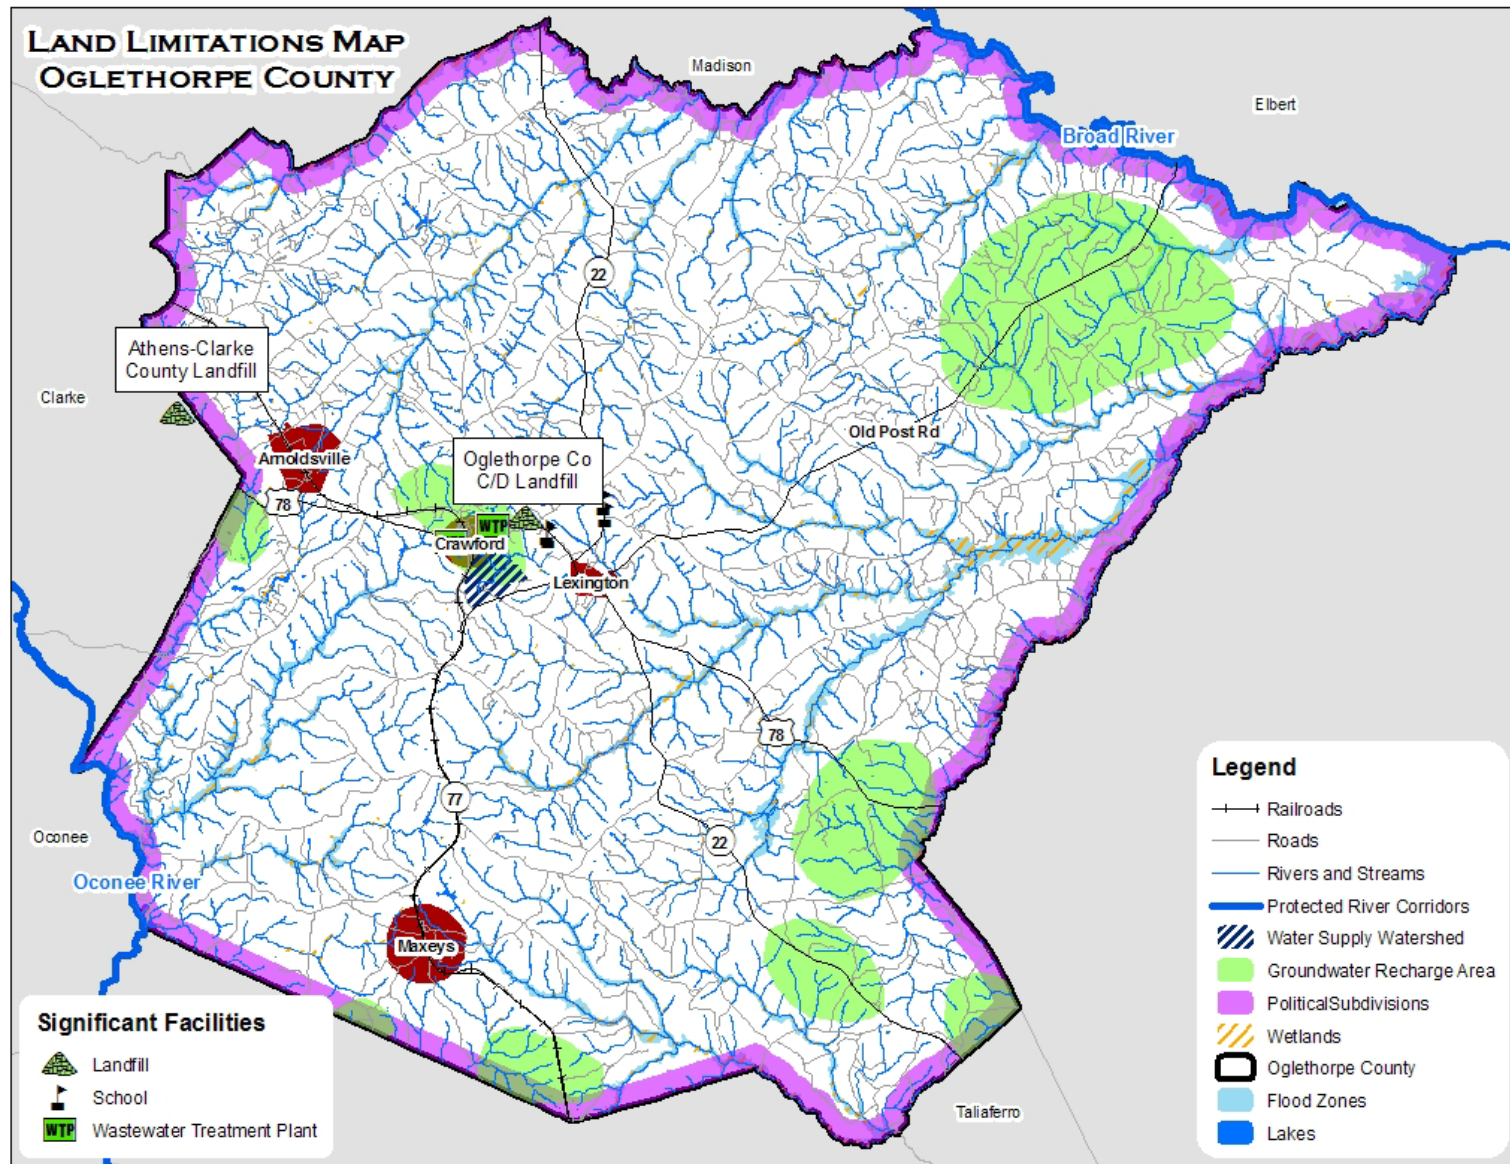 LAND LIMITATIONS MAP
OGLETHORPE COUNTY
Madison
Elbert
Broad River
22
Athens-Clarke
County Landfill
Clarke
Old Post Rd
Arnoldsville
Oglethorpe Co
C/D Landfill
78
WTP
Crawford
Lexington
78
77
22
Oconee
Oconee River
Maxeys
Taliaferro
Significant Facilities
Landfill
School
WTP Wastewater Treatment Plant
Legend
Railroads
Roads
Rivers and Streams
Protected River Corridors
Water Supply Watershed
Groundwater Recharge Area
PoliticalSubdivisions
Wetlands
Oglethorpe County
Flood Zones
Lakes